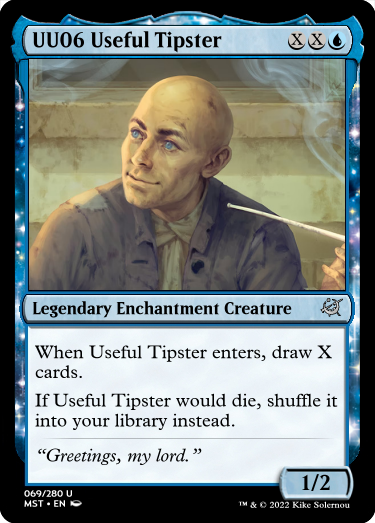 UU06 Useful Tipster XXU
Legendary Enchantment Creature
When Useful Tipster enters, draw X
cards.
If Useful Tipster would die, shuffle it
into your library instead.
“Greetings, my lord.”
1/2
069/280 U
MST • EN
™ & © 2022 Kike Solernou